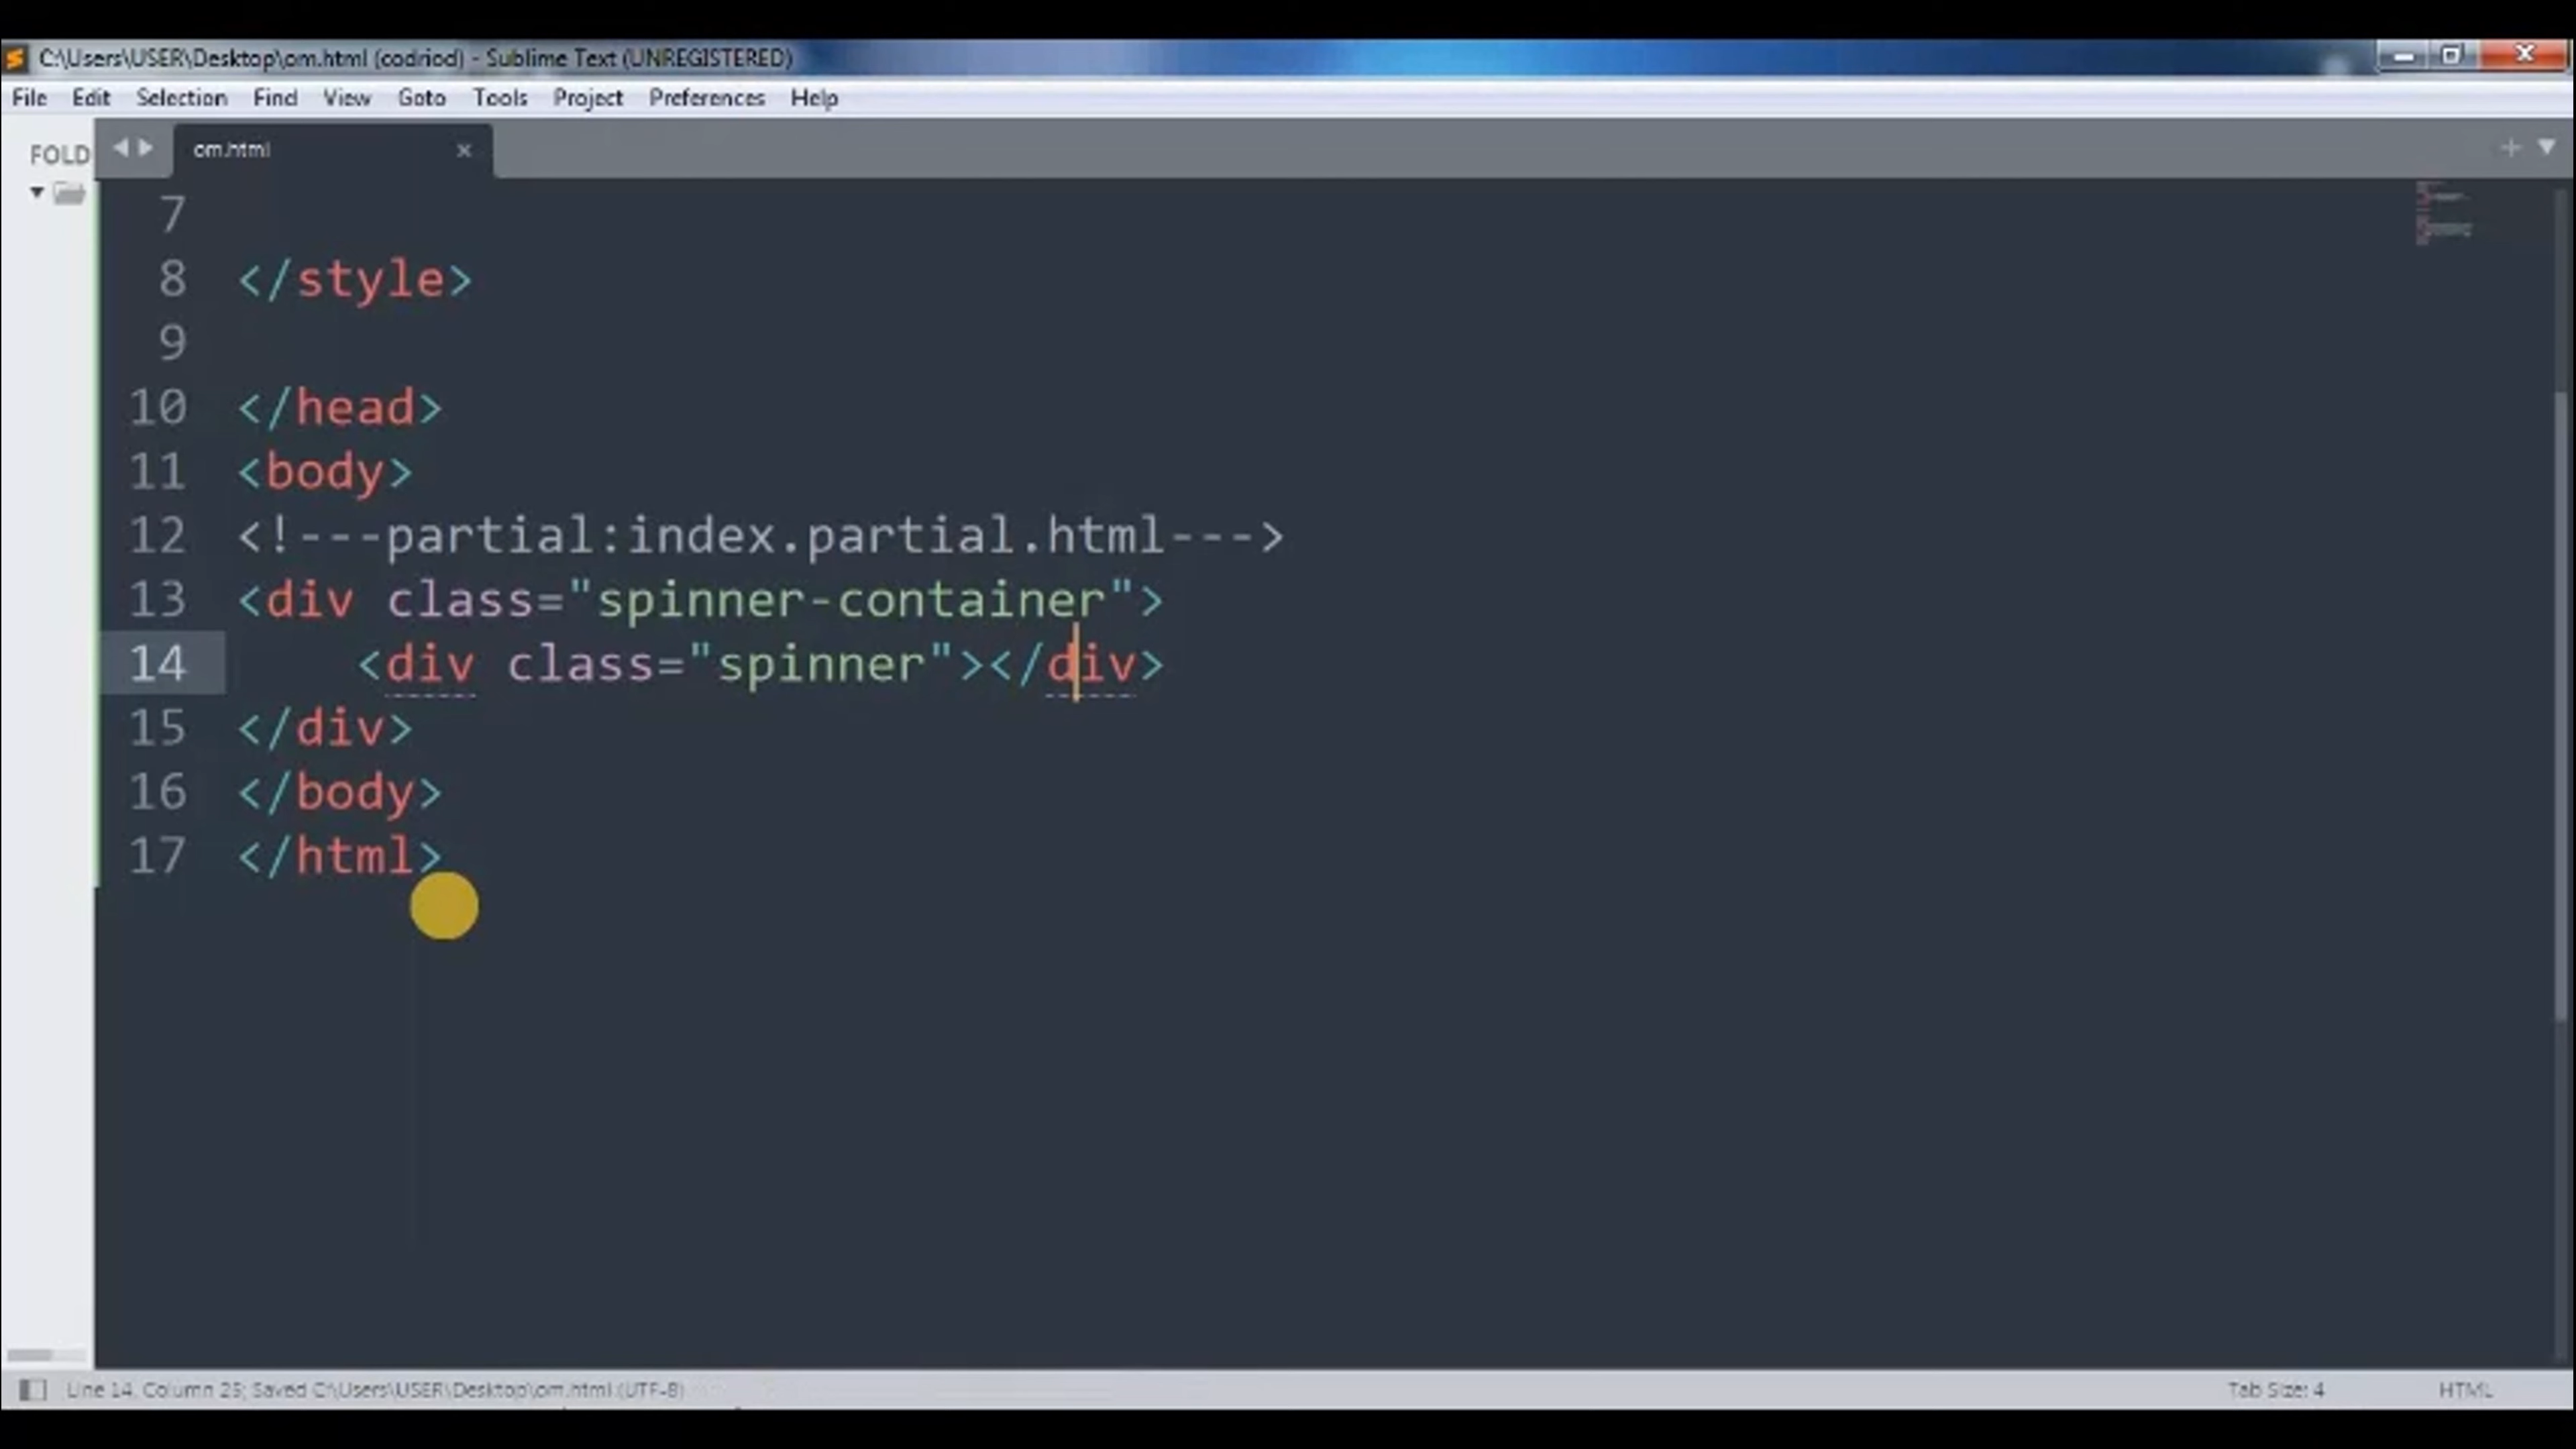 C:\Users\USER\Desktop\om.html (codriod) - Sublime Text (UNREGISTERED)
File Edit Selection Find View Goto Tools Project Preferences Help
FOLD
om.html
7
8 </style>
9
10 </head>
11 <body>
12 <!---partial:index.partial.html--->
13 <div class="spinner-container">
14     <div class="spinner"></div>
15 </div>
16 </body>
17 </html>
Line 14, Column 25; Saved C:\Users\USER\Desktop\om.html (UTF-8)
Tab Size: 4
HTML